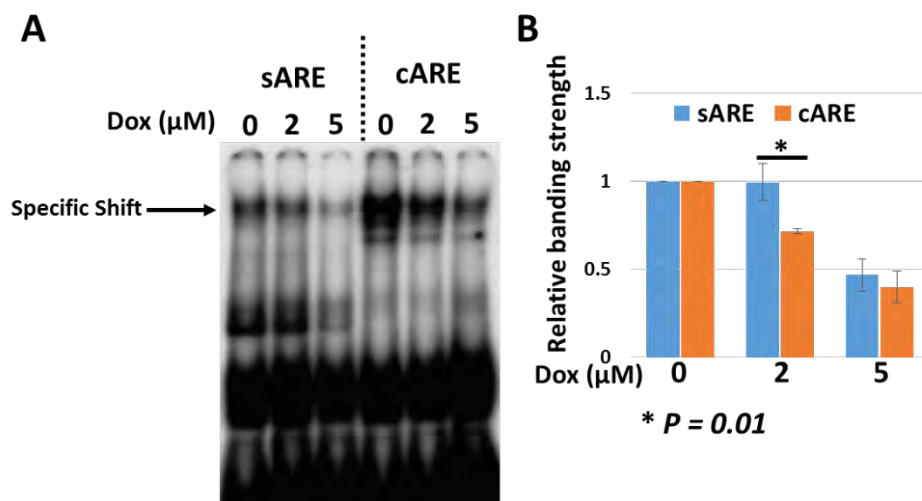 A
sARE cARE
Dox (µM) 0 2 5 0 2 5
Specific Shift
B
Relative banding strength
1.5
1
0.5
0
sARE cARE
*
Dox (µM) 0 2 5
* P = 0.01